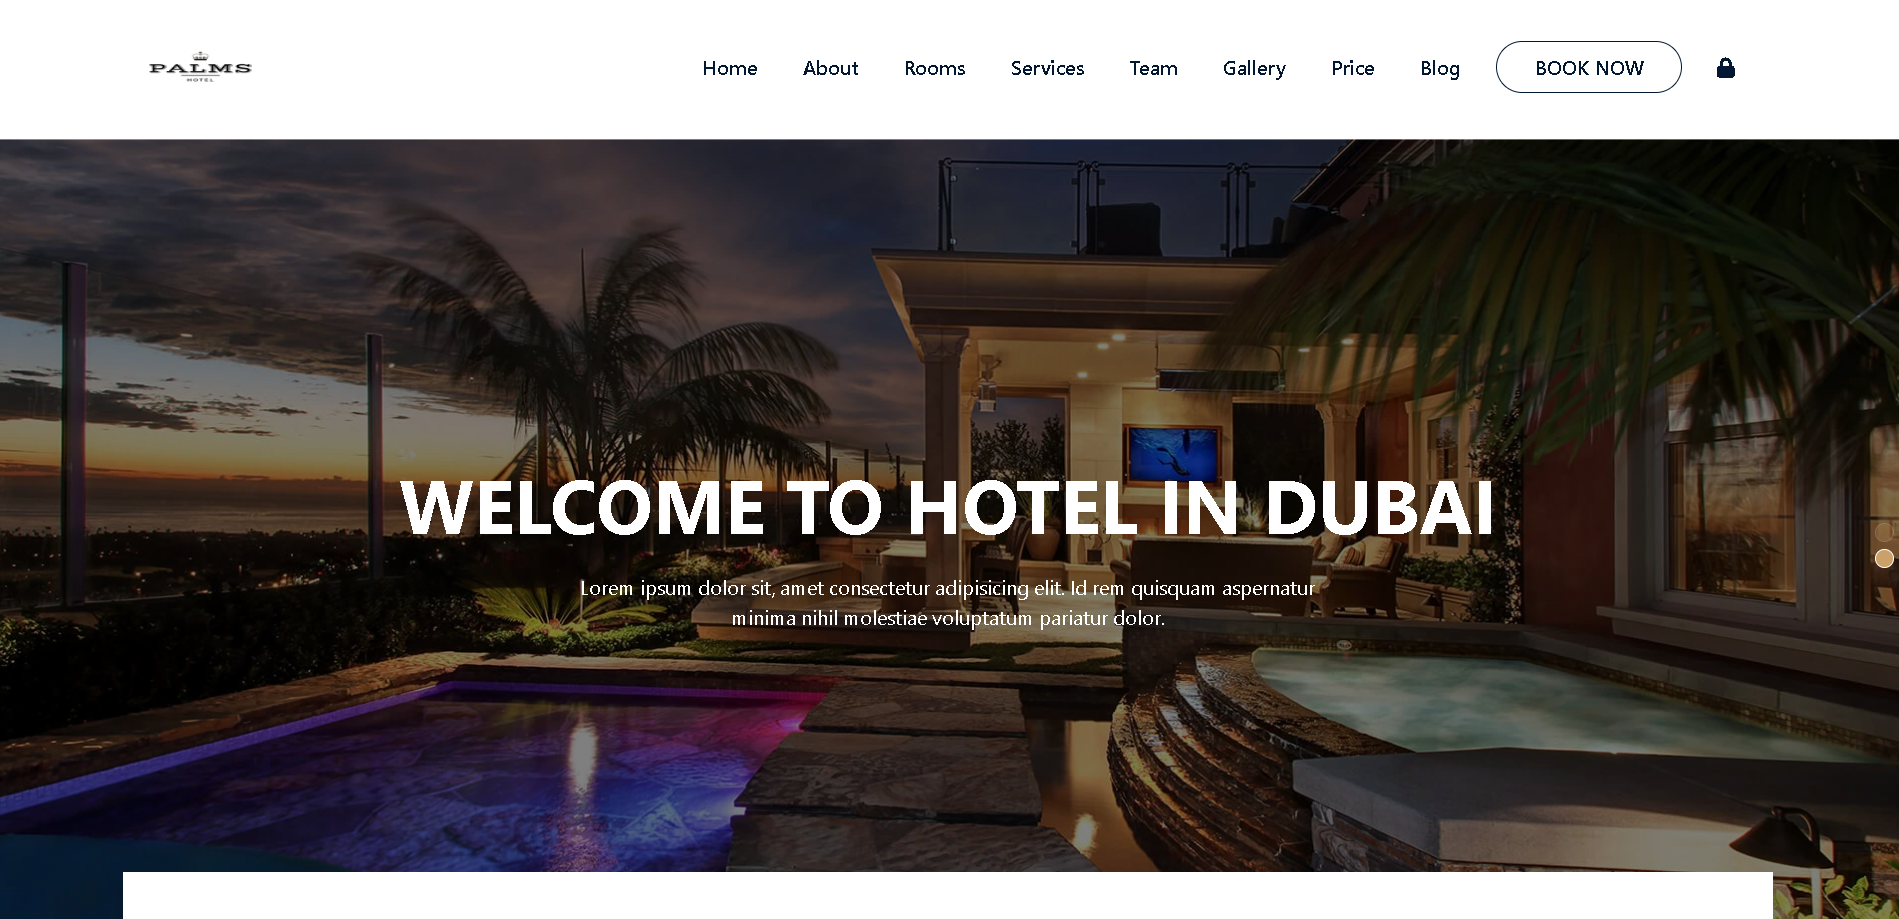 PALMS
HOTEL
Home About Rooms Services Team Gallery Price Blog BOOK NOW
WELCOME TO HOTEL IN DUBAI
Lorem ipsum dolor sit, amet consectetur adipisicing elit. Id rem quisquam aspernatur
minima nihil molestiae voluptatum pariatur dolor.